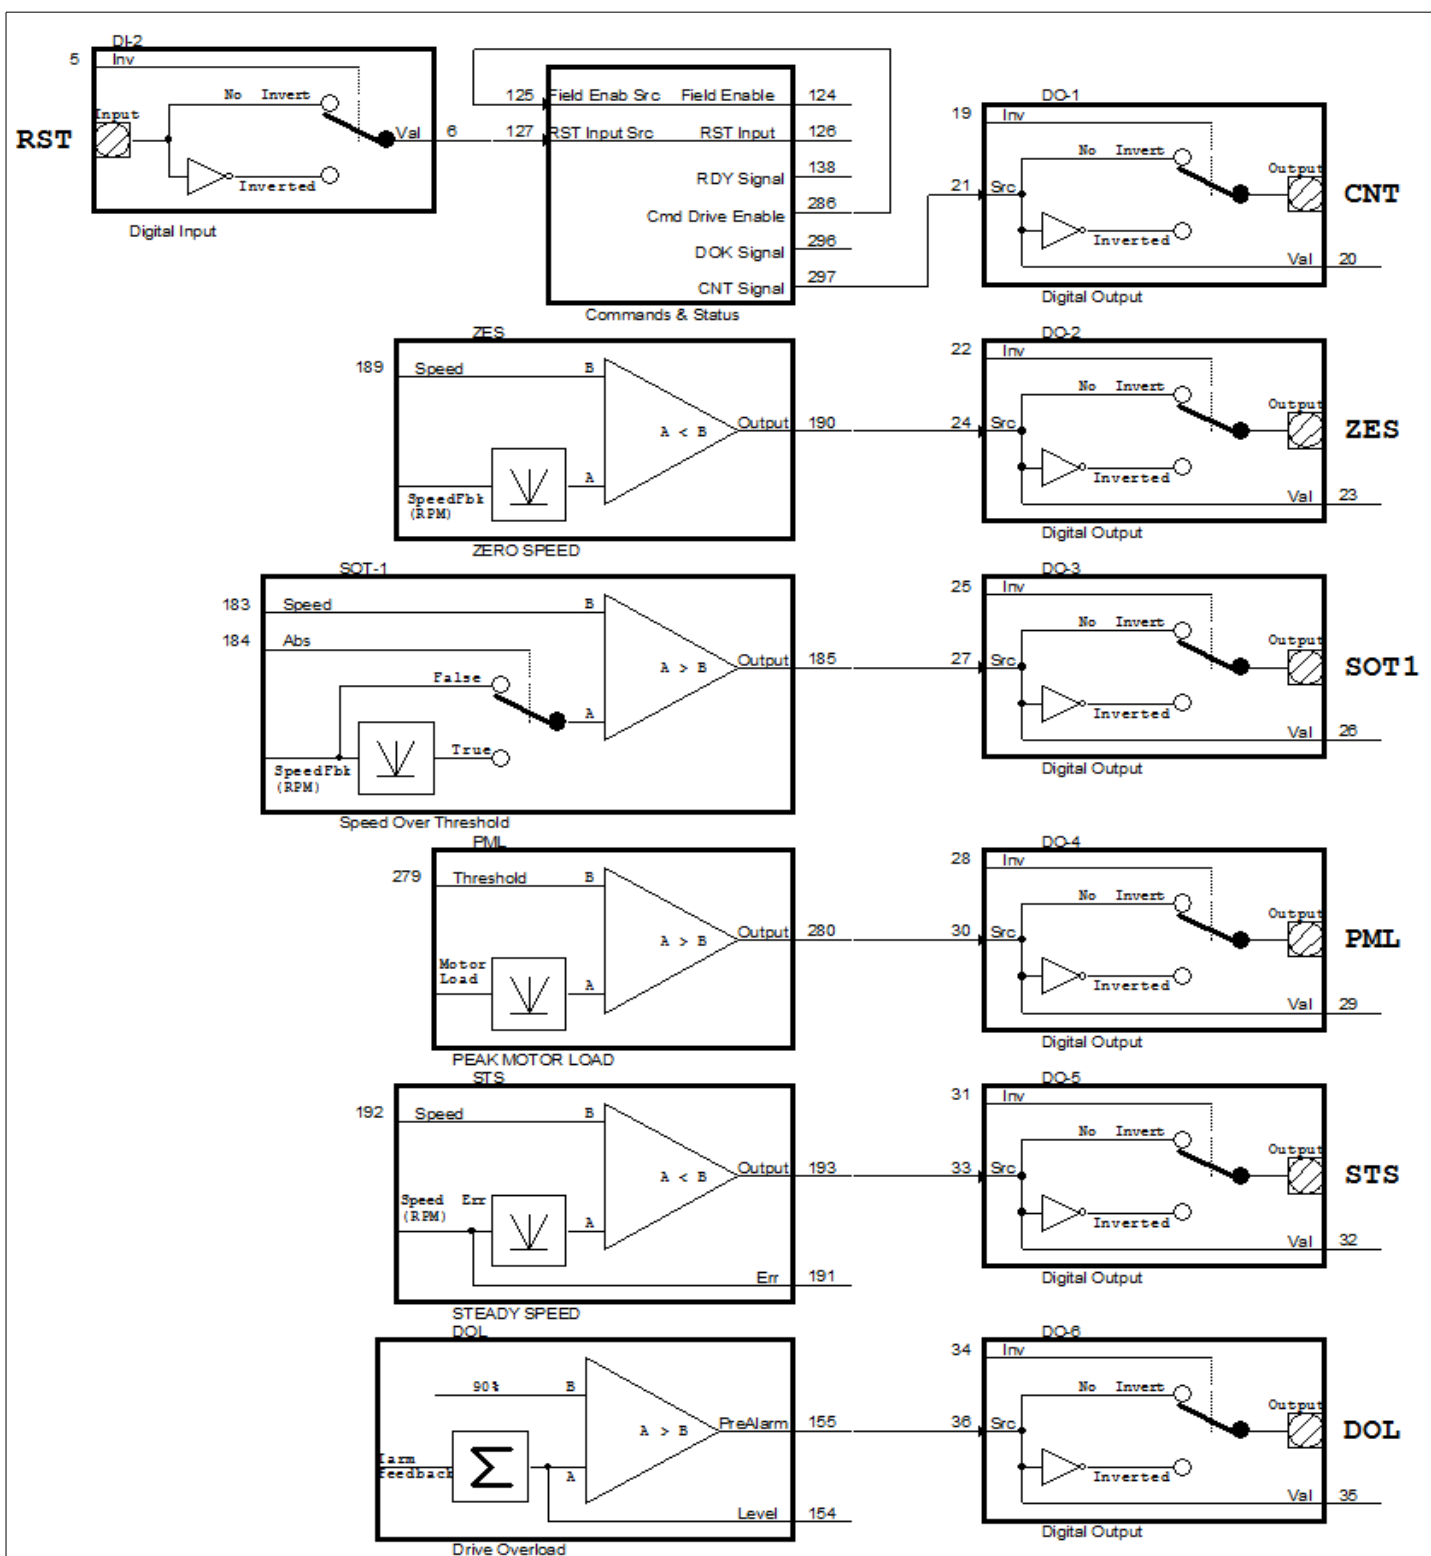 DI-2
5 Inv
No Invert
Input
RST
Val 6
Inverted
Digital Input
125 Field Enab Src Field Enable 124
127 RST Input Src RST Input 126
RDY Signal 138
Cmd Drive Enable 286
DOK Signal 296
CNT Signal 297
Commands & Status
DO-1
19 Inv
No Invert
Output
21 Src
CNT
Inverted
Val 20
Digital Output
ZES
189 Speed B
A < B
Output 190
A
SpeedFbk
(RPM)
ZERO SPEED
DO-2
22 Inv
No Invert
Output
24 Src
ZES
Inverted
Val 23
Digital Output
SOT-1
183 Speed B
184 Abs
A > B
Output 185
False
A
True
SpeedFbk
(RPM)
Speed Over Threshold
DO-3
25 Inv
No Invert
Output
27 Src
SOT1
Inverted
Val 26
Digital Output
PML
279 Threshold B
A > B
Output 280
Motor
Load
A
PEAK MOTOR LOAD
DO-4
28 Inv
No Invert
Output
30 Src
PML
Inverted
Val 29
Digital Output
STS
192 Speed B
A < B
Output 193
Speed Err
(RPM)
A
Err 191
STEADY SPEED
DO-5
31 Inv
No Invert
Output
33 Src
STS
Inverted
Val 32
Digital Output
DOL
90% B
A > B
PreAlarm 155
Iarm
feedback
Σ
A
Level 154
Drive Overload
DO-6
34 Inv
No Invert
Output
36 Src
DOL
Inverted
Val 35
Digital Output